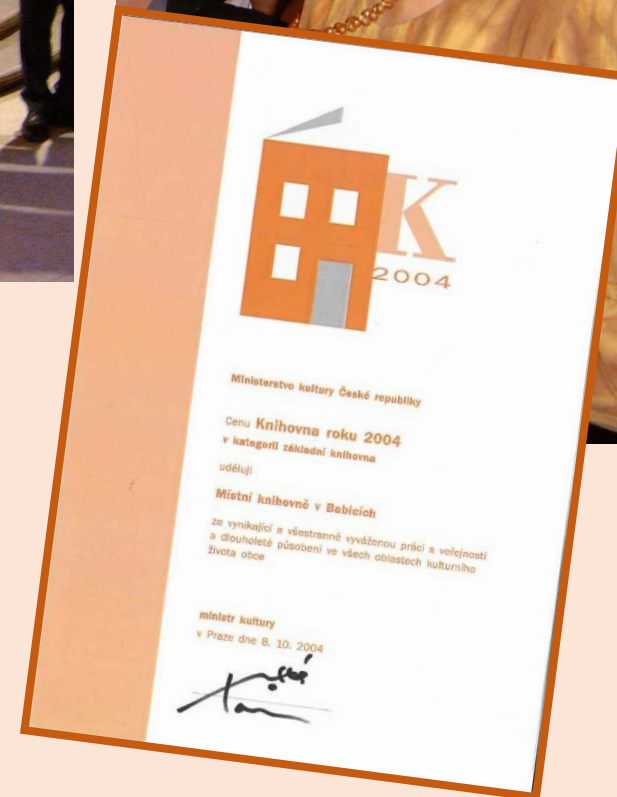 K
2004
Ministerstvo kultury České republiky
Cenu Knihovna roku 2004
v kategorii základní knihovna
uděluji
Místní knihovně v Babicích
za vynikající a všestranně vyváženou práci s veřejností
a dlouholeté působení ve všech oblastech kulturního
života obce
ministr kultury
v Praze dne 8. 10. 2004